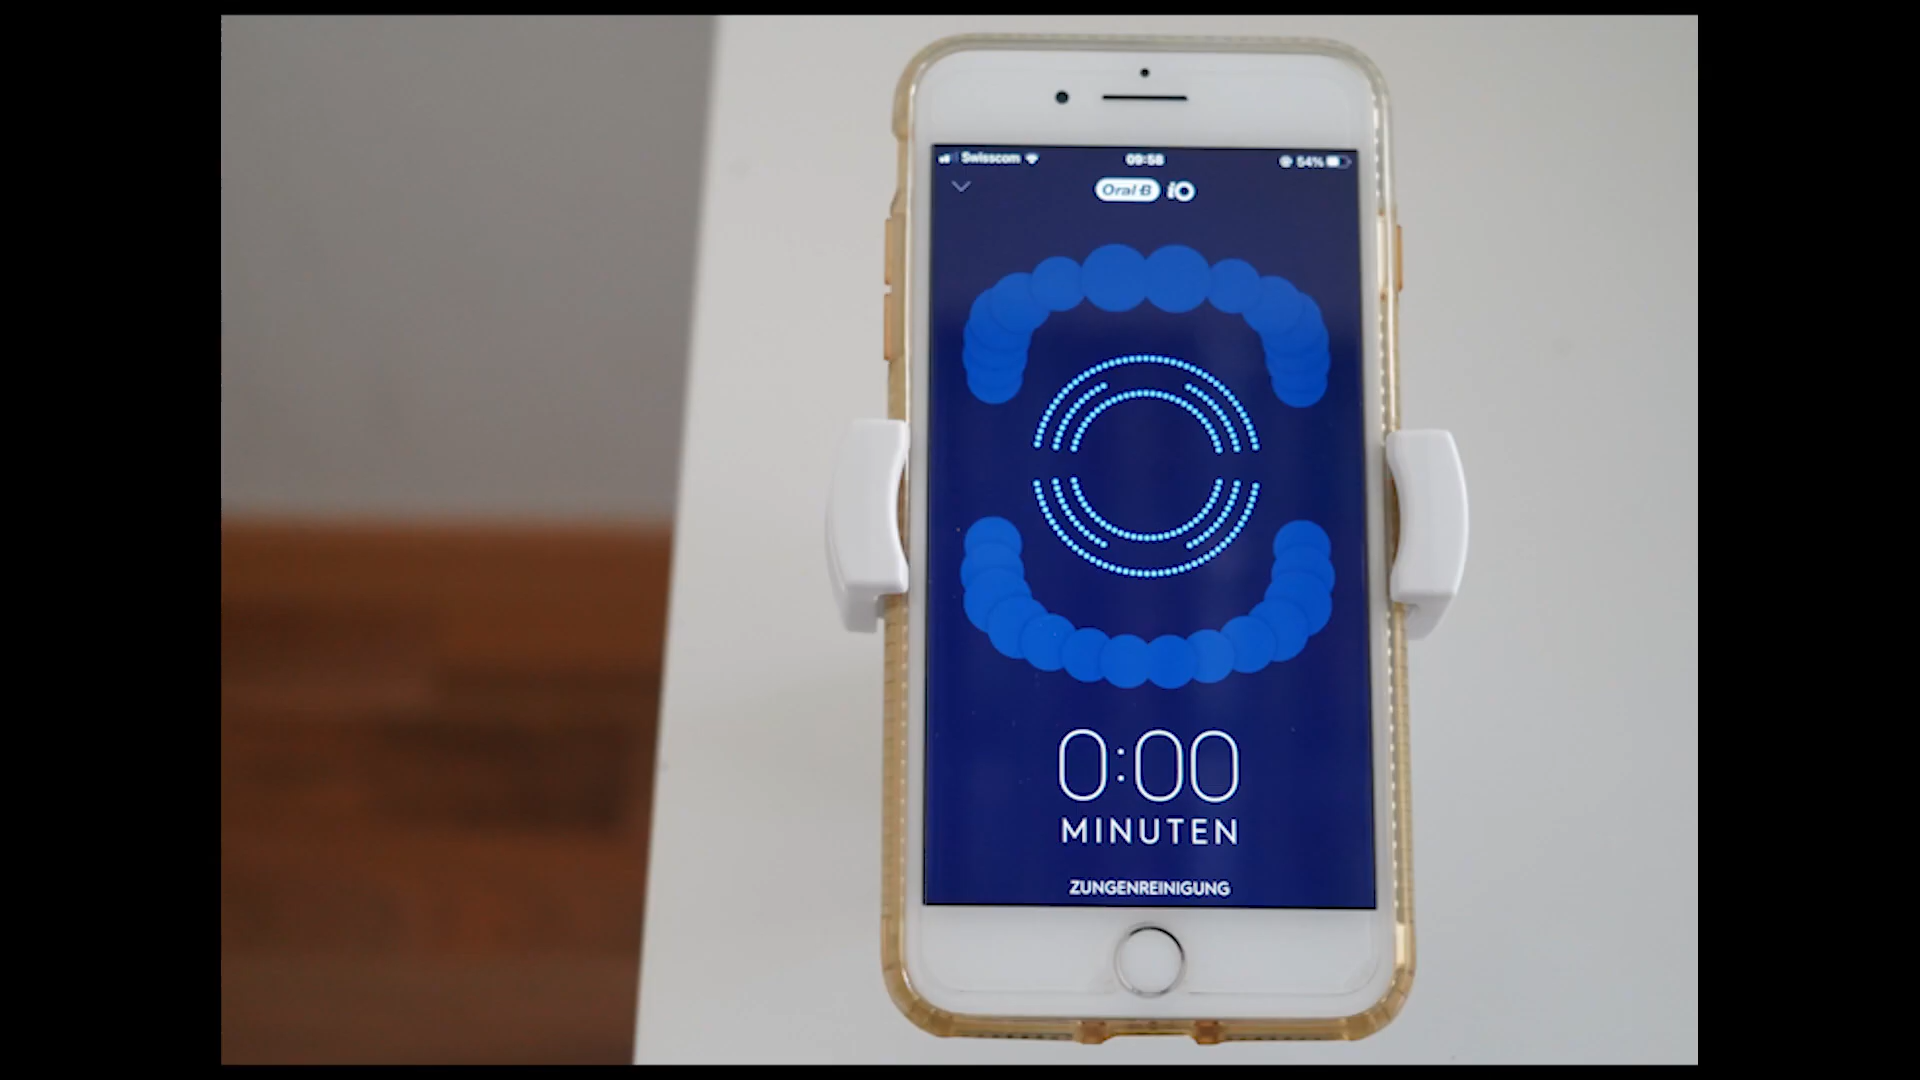 Swisscom 09:58 54%
Oral-B iO
0:00
MINUTEN
ZUNGENREINIGUNG